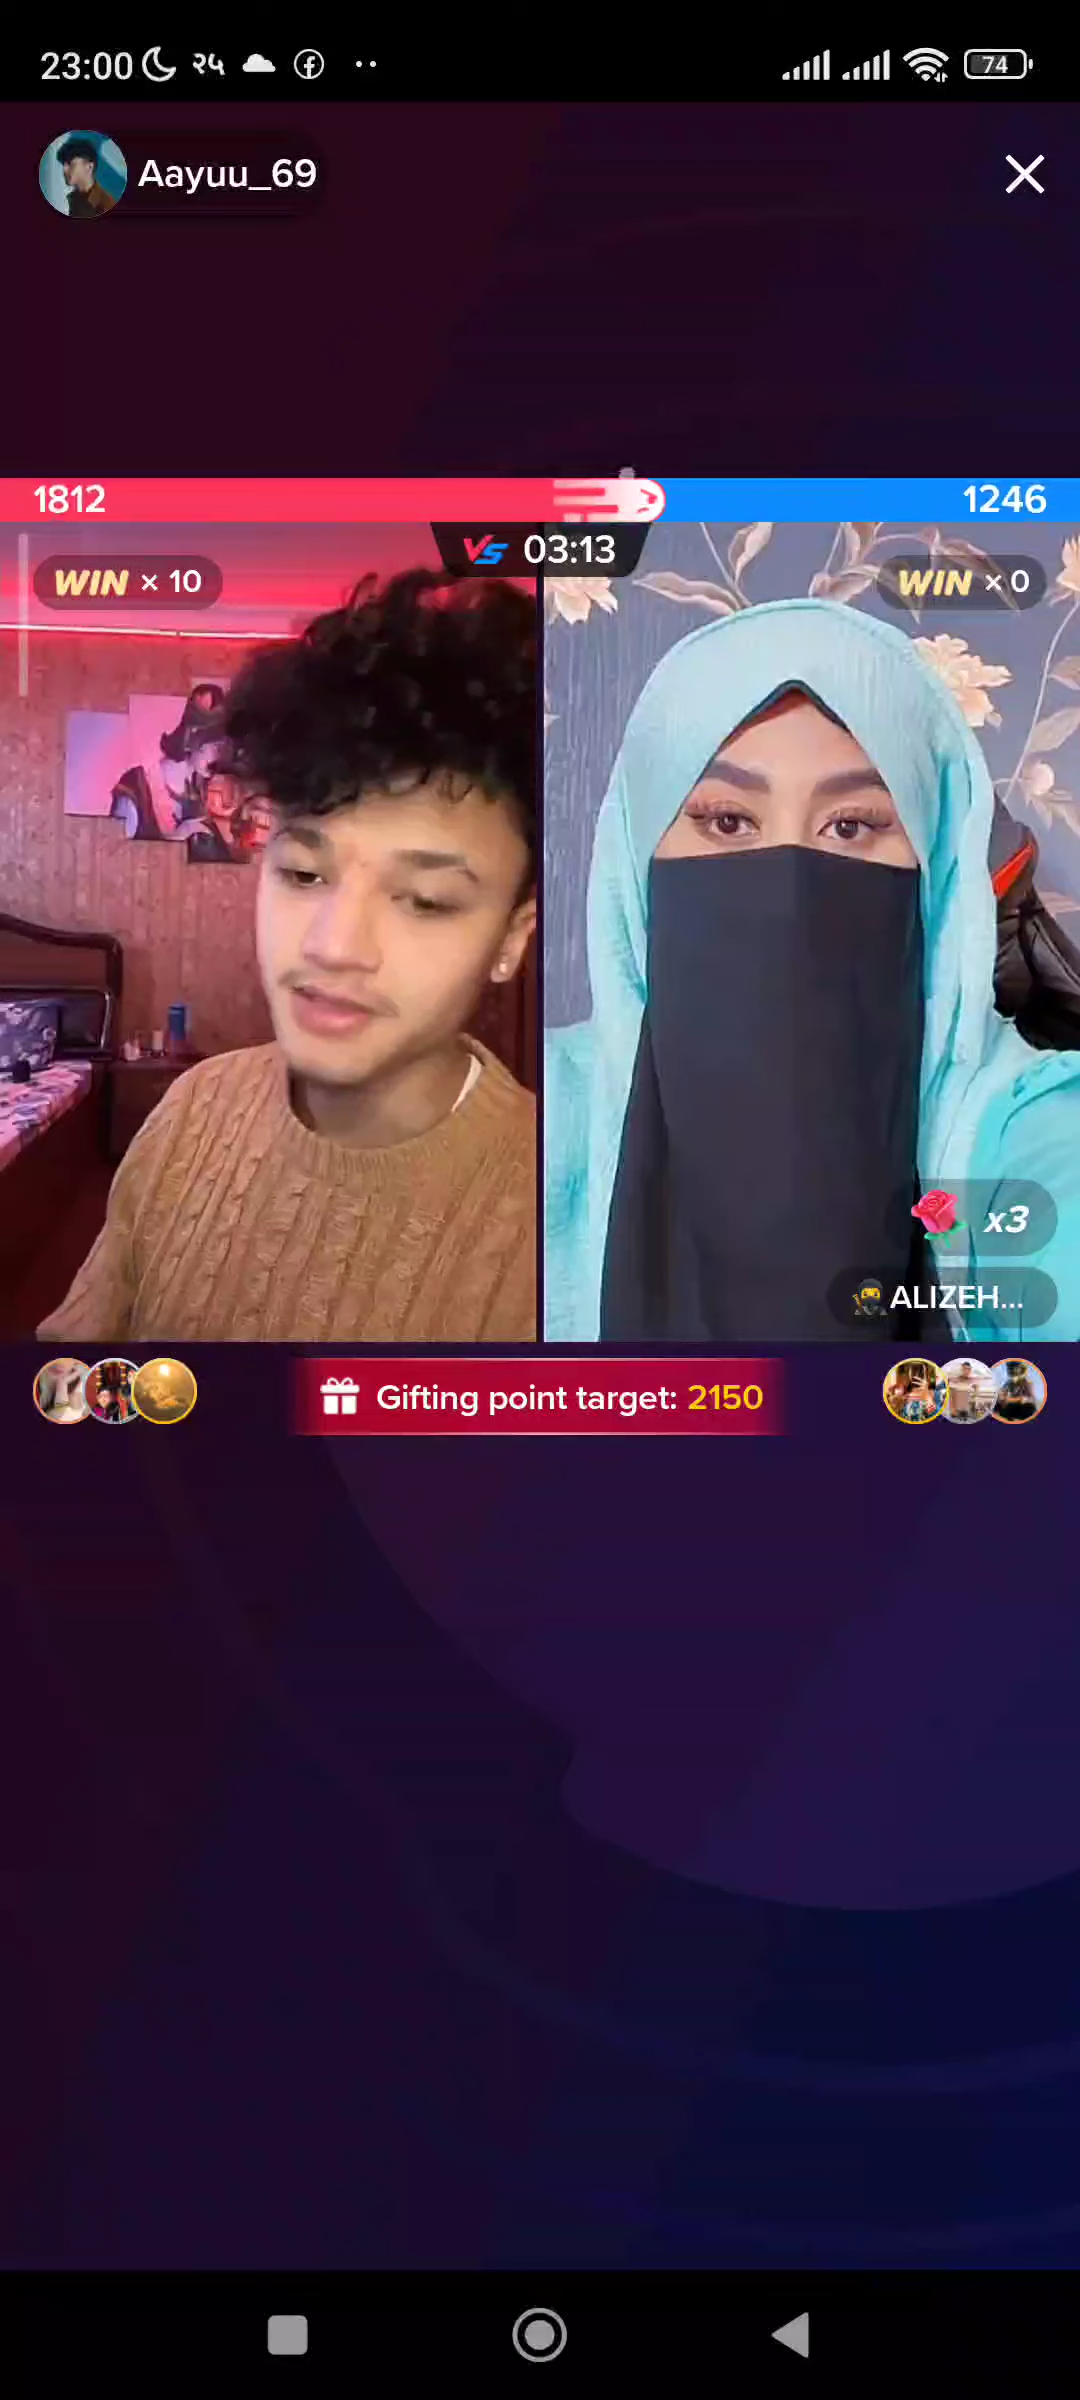 23:00 २५ 74
Aayuu_69
1812 1246
VS 03:13
WIN × 10 WIN × 0
x3
ALIZEH...
Gifting point target: 2150